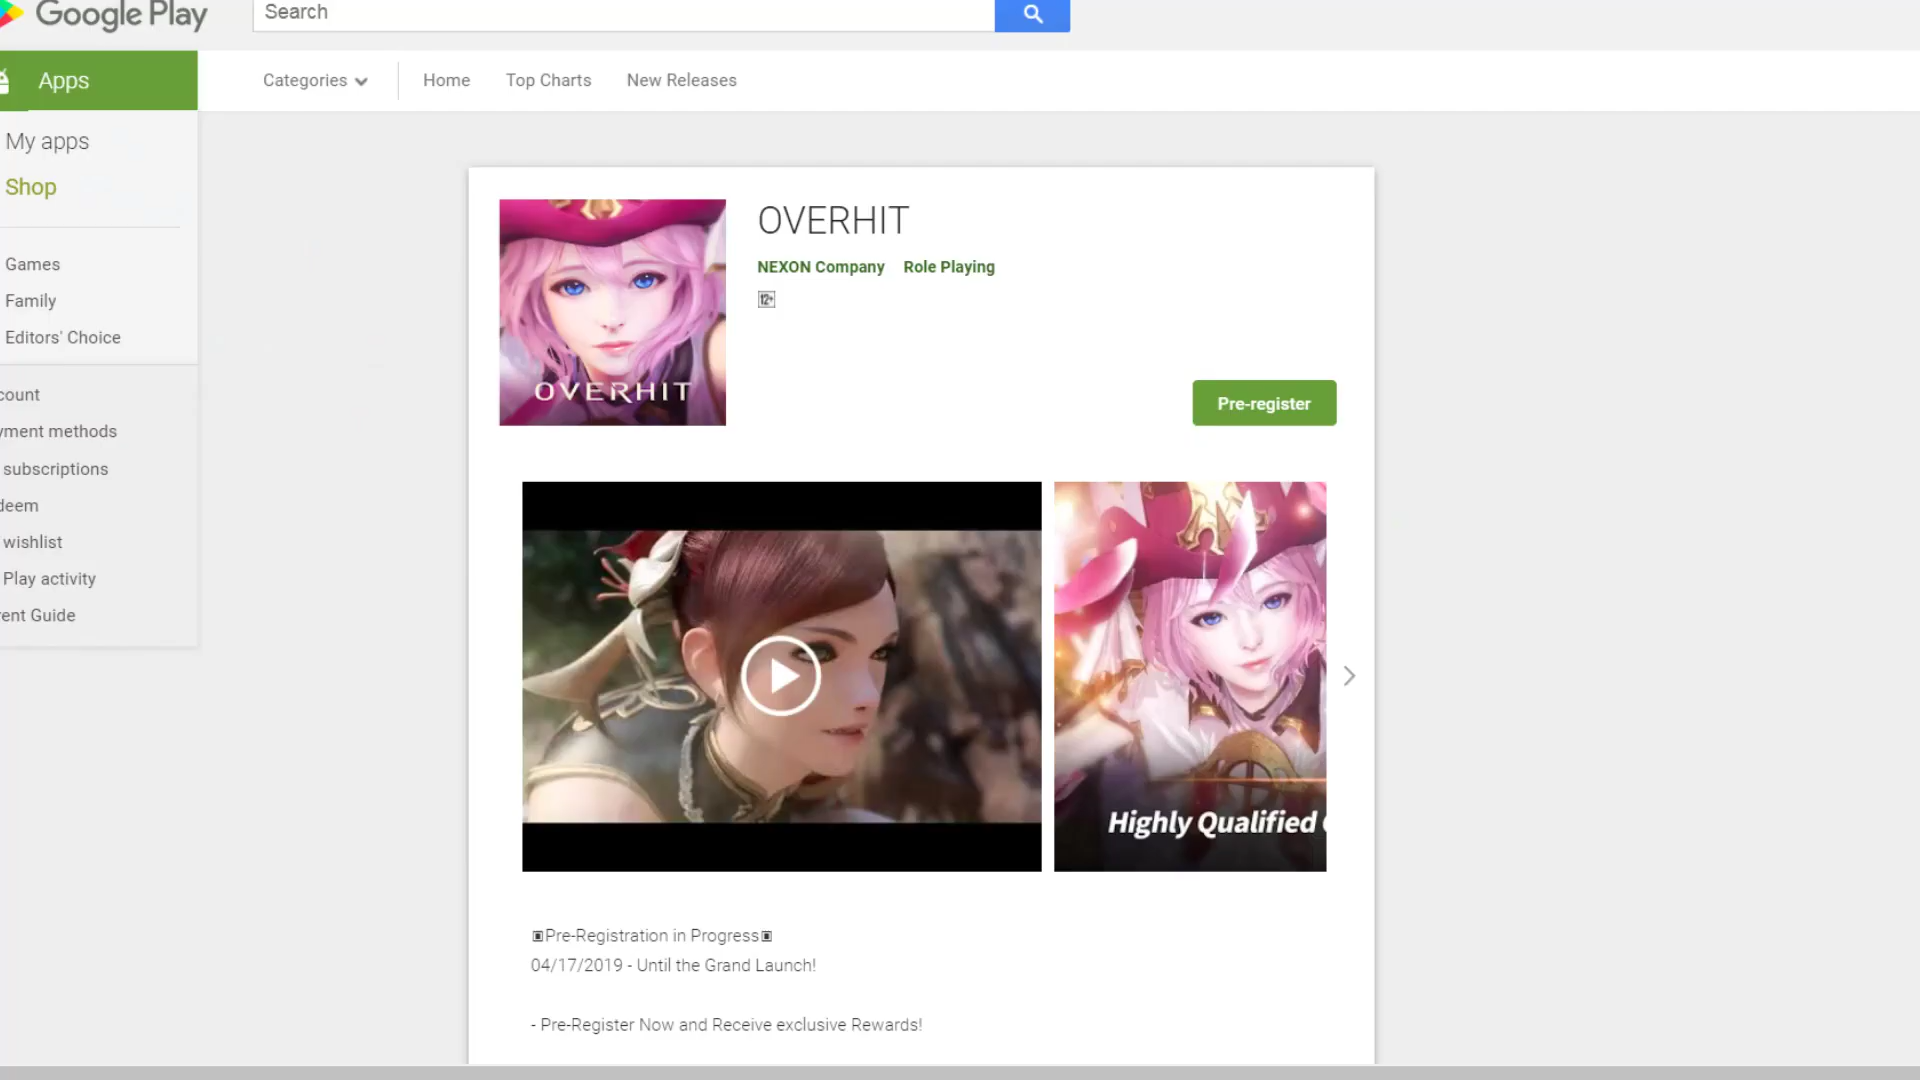 Google Play
Search
Apps
Categories
Home
Top Charts
New Releases
My apps
Shop
Games
Family
Editors' Choice
count
yment methods
subscriptions
deem
wishlist
Play activity
rent Guide
OVERHIT
NEXON Company Role Playing
12+
OVERHIT
Pre-register
Highly Qualified
▣Pre-Registration in Progress▣
04/17/2019 - Until the Grand Launch!
- Pre-Register Now and Receive exclusive Rewards!